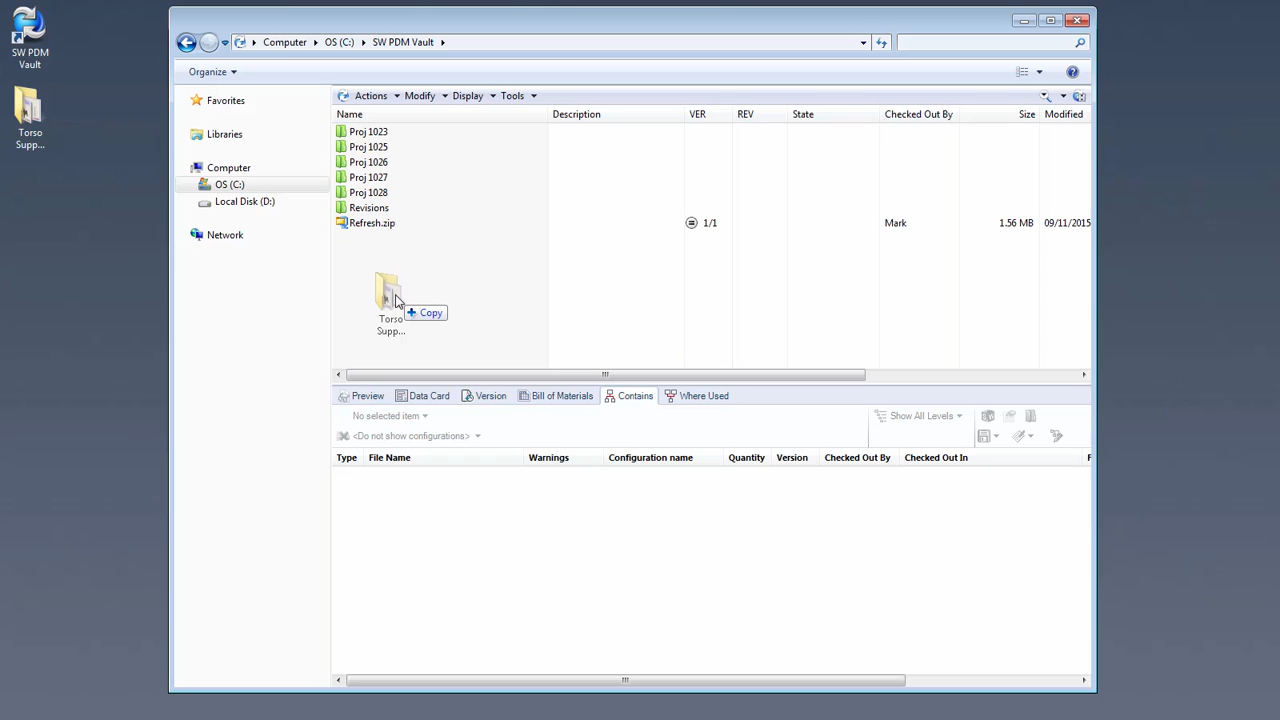 SW PDM
Vault
Torso
Supp...
Computer
OS (C:)
SW PDM Vault
Organize
Favorites
Libraries
Computer
OS (C:)
Local Disk (D:)
Network
Actions
Modify
Display
Tools
Name
Description
VER
REV
State
Checked Out By
Size
Modified
Proj 1023
Proj 1025
Proj 1026
Proj 1027
Proj 1028
Revisions
Refresh.zip
1/1
Mark
1.56 MB
09/11/2015
Torso
Supp...
Copy
Preview
Data Card
Version
Bill of Materials
Contains
Where Used
No selected item
Show All Levels
<Do not show configurations>
Type
File Name
Warnings
Configuration name
Quantity
Version
Checked Out By
Checked Out In
F